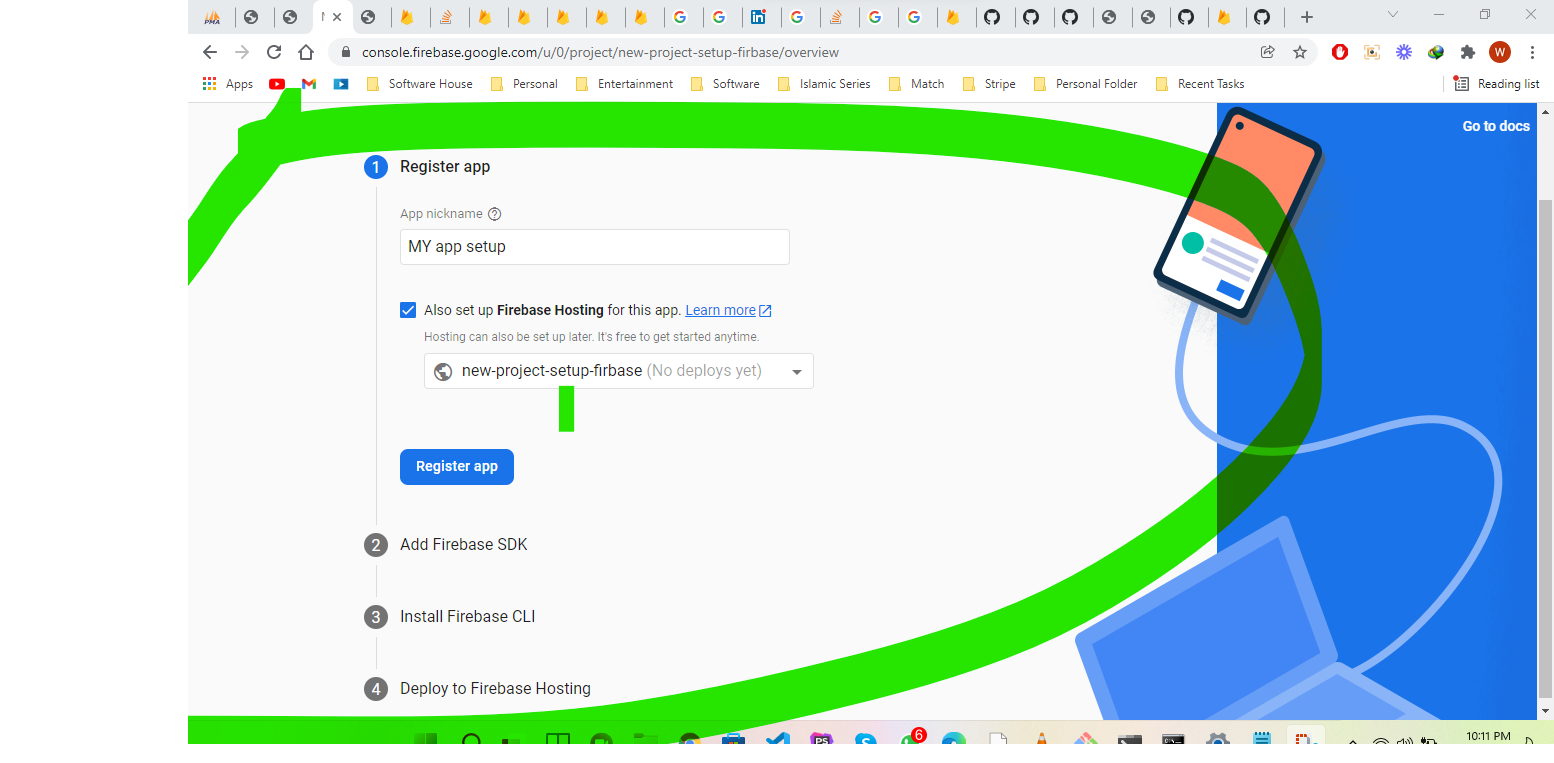 console.firebase.google.com/u/0/project/new-project-setup-firbase/overview
W
Apps
Software House
Personal
Entertainment
Software
Islamic Series
Match
Stripe
Personal Folder
Recent Tasks
Reading list
Go to docs
1 Register app
App nickname
MY app setup
Also set up Firebase Hosting for this app. Learn more
Hosting can also be set up later. It's free to get started anytime.
new-project-setup-firbase (No deploys yet)
Register app
2 Add Firebase SDK
3 Install Firebase CLI
4 Deploy to Firebase Hosting
6
10:11 PM